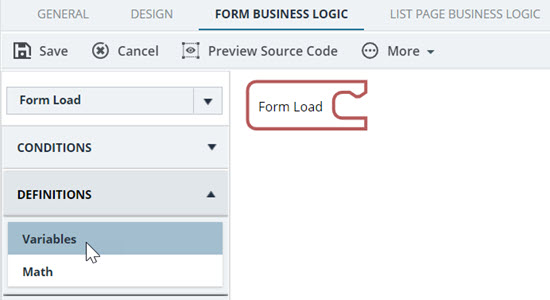 GENERAL DESIGN FORM BUSINESS LOGIC LIST PAGE BUSINESS LOGIC
Save Cancel Preview Source Code More
Form Load
CONDITIONS
DEFINITIONS
Variables
Math
Form Load